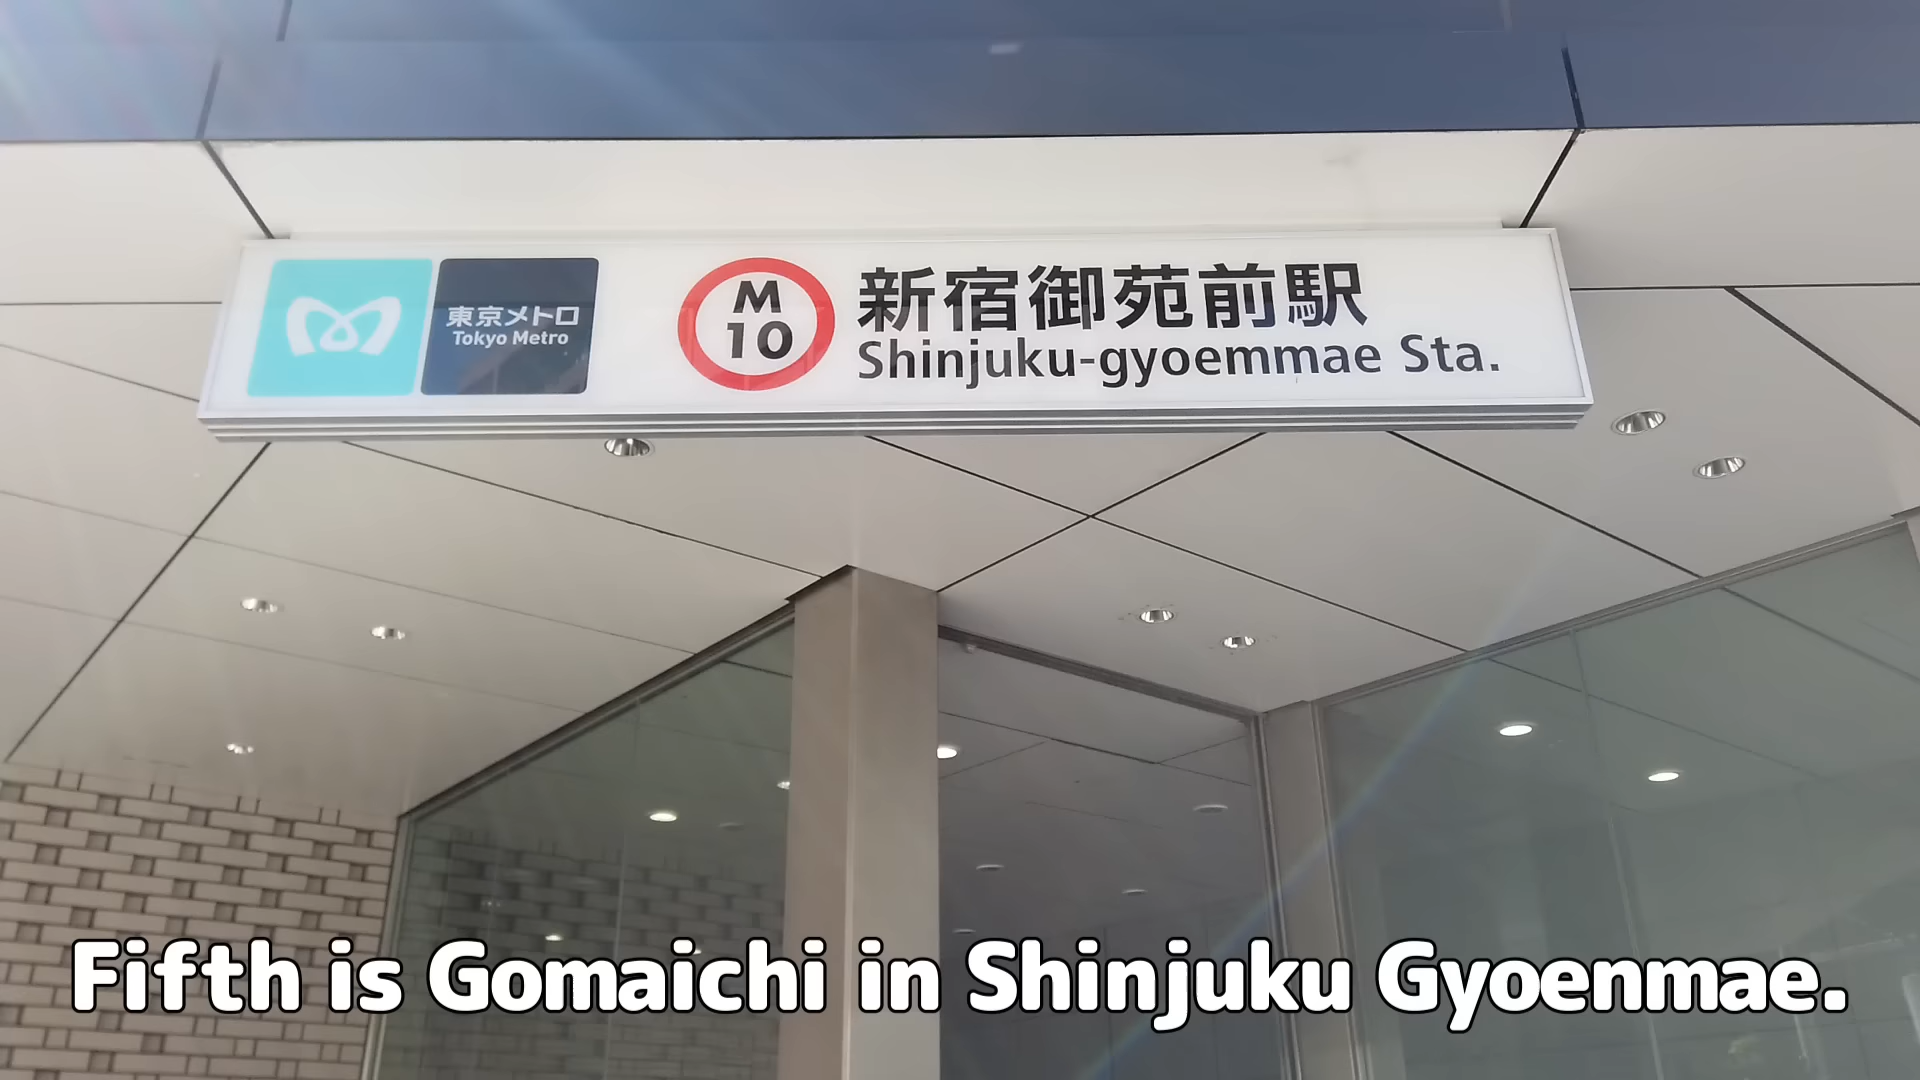 東京メトロ
Tokyo Metro
M
10
新宿御苑前駅
Shinjuku-gyoemmae Sta.
Fifth is Gomaichi in Shinjuku Gyoenmae.